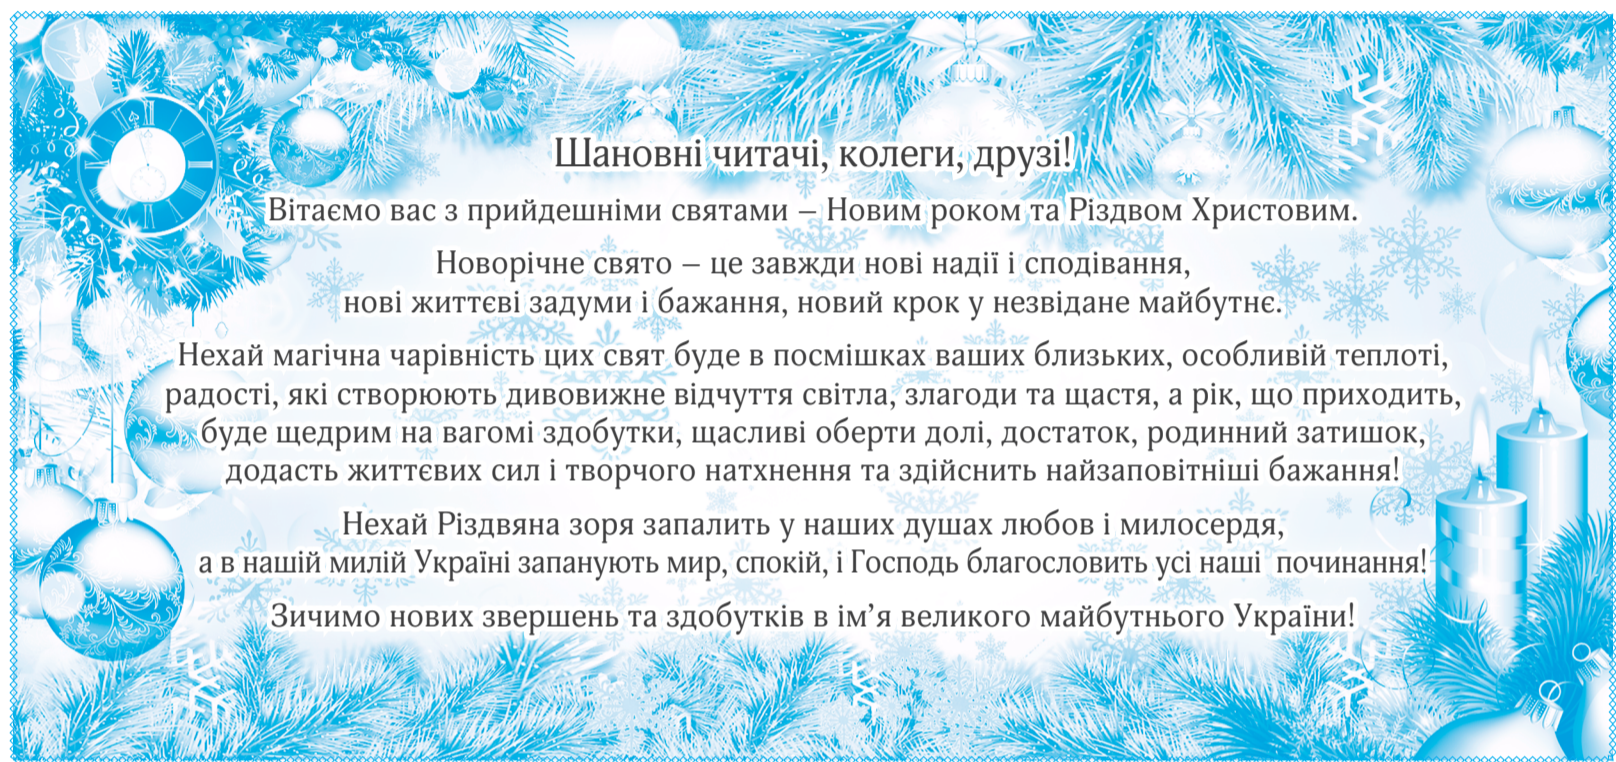 Шановні читачі, колеги, друзі!
Вітаємо вас з прийдешніми святами – Новим роком та Різдвом Христовим.
Новорічне свято – це завжди нові надії і сподівання,
нові життєві задуми і бажання, новий крок у незвідане майбутнє.
Нехай магічна чарівність цих свят буде в посмішках ваших близьких, особливій теплоті,
радості, які створюють дивовижне відчуття світла, злагоди та щастя, а рік, що приходить,
буде щедрим на вагомі здобутки, щасливі оберти долі, достаток, родинний затишок,
додасть життєвих сил і творчого натхнення та здійснить найзаповітніші бажання!
Нехай Різдвяна зоря запалить у наших душах любов і милосердя,
а в нашій милій Україні запанують мир, спокій, і Господь благословить усі наші  починання!
Зичимо нових звершень та здобутків в ім’я великого майбутнього України!